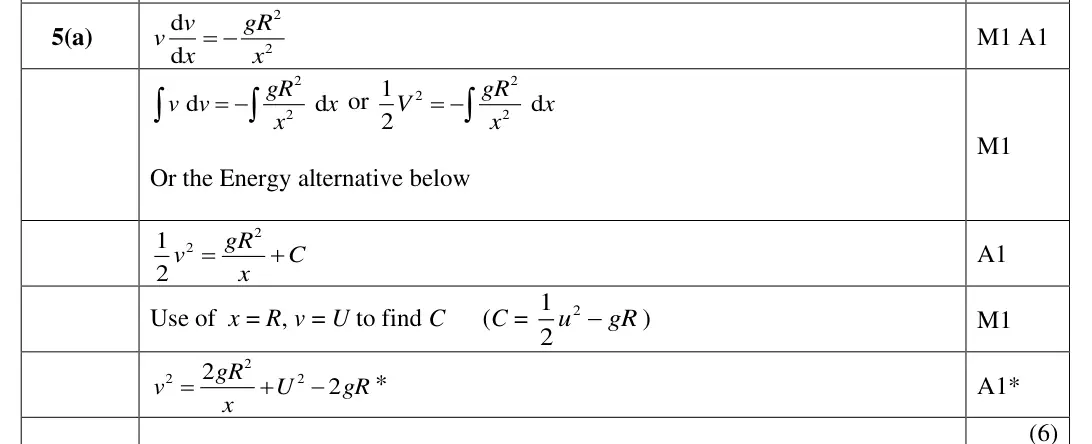 5(a) v dv/dx = −gR²/x² M1 A1
∫ v dv = −∫ gR²/x² dx or 1/2 V² = −∫ gR²/x² dx
M1
Or the Energy alternative below
1/2 v² = gR²/x + C A1
Use of x = R, v = U to find C (C = 1/2 u² − gR ) M1
v² = 2gR²/x + U² − 2gR * A1*
(6)